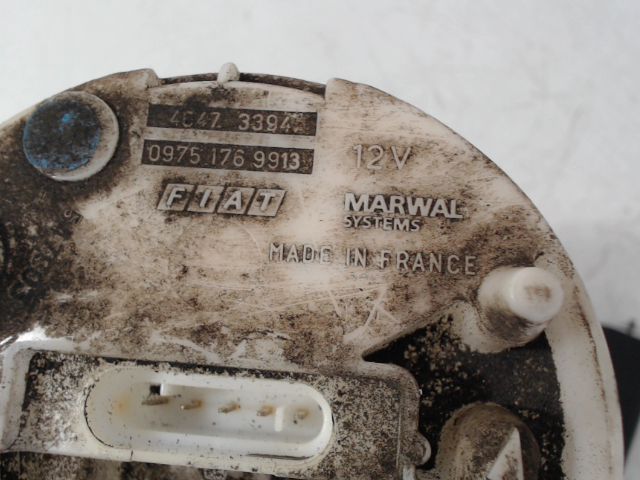 4647 3394
0975 176 9913
12V
FIAT
MARWAL
SYSTEMS
MADE IN FRANCE